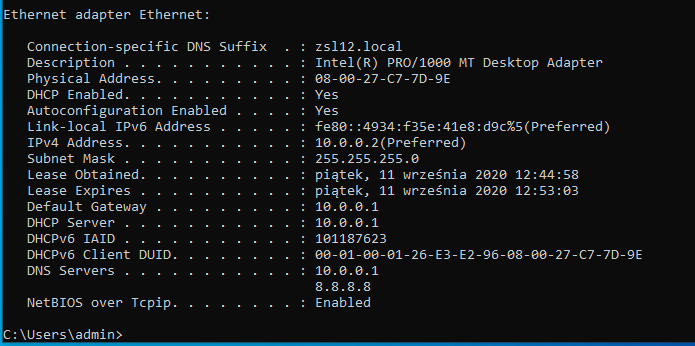 Ethernet adapter Ethernet:
Connection-specific DNS Suffix  . : zsl12.local
Description . . . . . . . . . . . : Intel(R) PRO/1000 MT Desktop Adapter
Physical Address. . . . . . . . . : 08-00-27-C7-7D-9E
DHCP Enabled. . . . . . . . . . . : Yes
Autoconfiguration Enabled . . . . : Yes
Link-local IPv6 Address . . . . . : fe80::4934:f35e:41e8:d9c%5(Preferred)
IPv4 Address. . . . . . . . . . . : 10.0.0.2(Preferred)
Subnet Mask . . . . . . . . . . . : 255.255.255.0
Lease Obtained. . . . . . . . . . : piątek, 11 września 2020 12:44:58
Lease Expires . . . . . . . . . . : piątek, 11 września 2020 12:53:03
Default Gateway . . . . . . . . . : 10.0.0.1
DHCP Server . . . . . . . . . . . : 10.0.0.1
DHCPv6 IAID . . . . . . . . . . . : 101187623
DHCPv6 Client DUID. . . . . . . . : 00-01-00-01-26-E3-E2-96-08-00-27-C7-7D-9E
DNS Servers . . . . . . . . . . . : 10.0.0.1
8.8.8.8
NetBIOS over Tcpip. . . . . . . . : Enabled
C:\Users\admin>